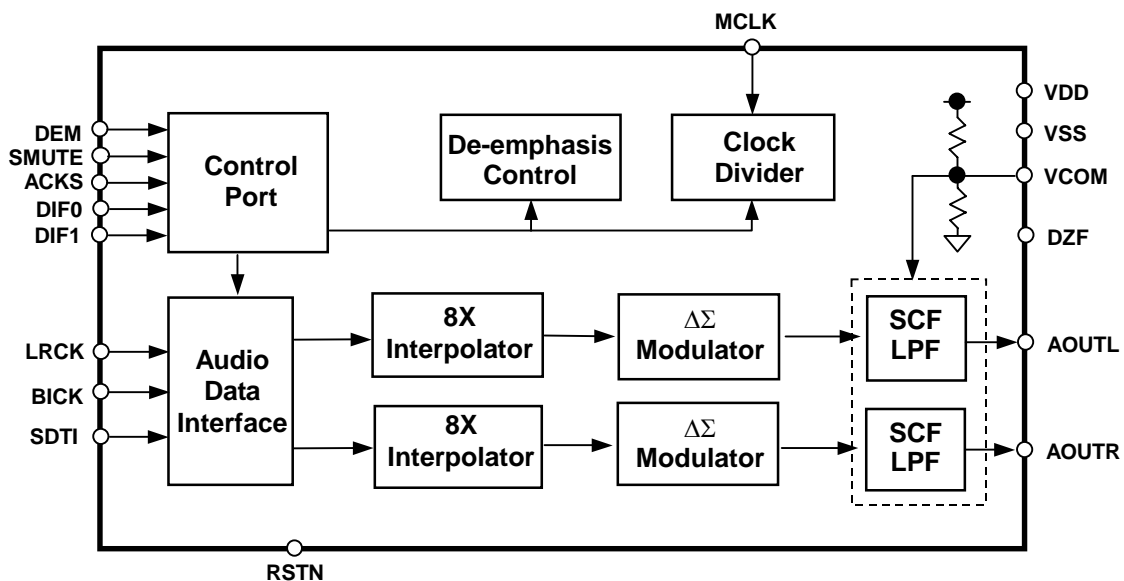 MCLK
VDD
VSS
VCOM
DZF
DEM
SMUTE
ACKS
DIF0
DIF1
Control
Port
De-emphasis
Control
Clock
Divider
LRCK
BICK
SDTI
Audio
Data
Interface
8X
Interpolator
ΔΣ
Modulator
SCF
LPF
AOUTL
8X
Interpolator
ΔΣ
Modulator
SCF
LPF
AOUTR
RSTN